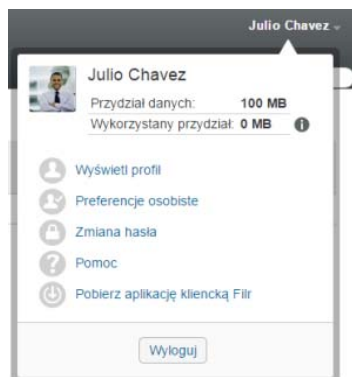 Julio Chavez
Julio Chavez
Przydział danych: 100 MB
Wykorzystany przydział: 0 MB
Wyświetl profil
Preferencje osobiste
Zmiana hasła
Pomoc
Pobierz aplikację kliencką Filr
Wyloguj